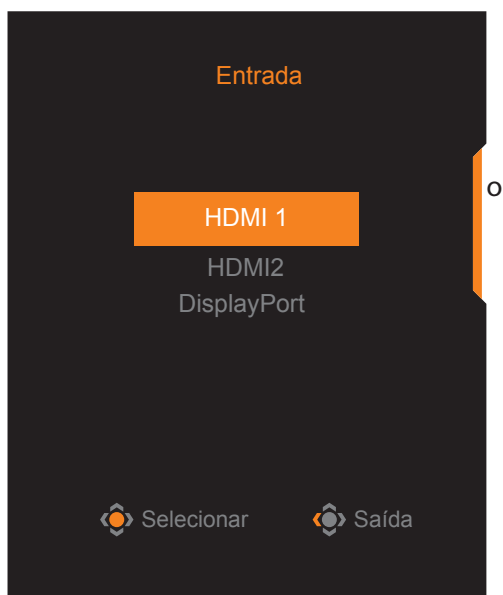 Entrada
o
HDMI 1
HDMI2
DisplayPort
Selecionar Saída